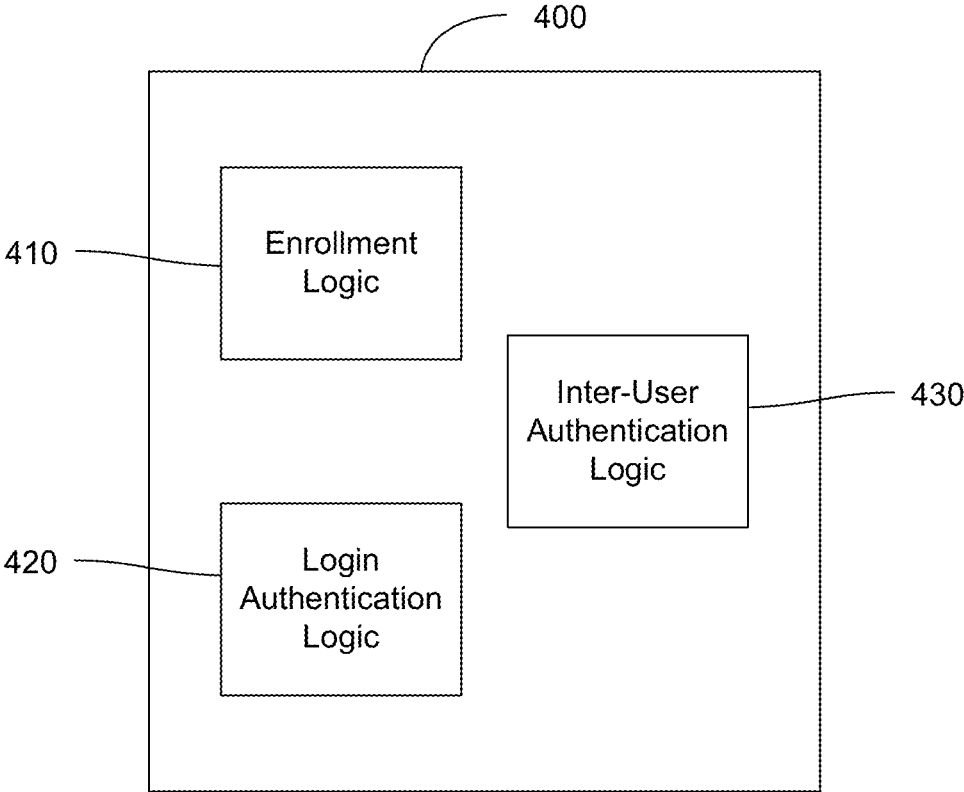 400
410
Enrollment
Logic
Inter-User
Authentication
Logic
430
420
Login
Authentication
Logic